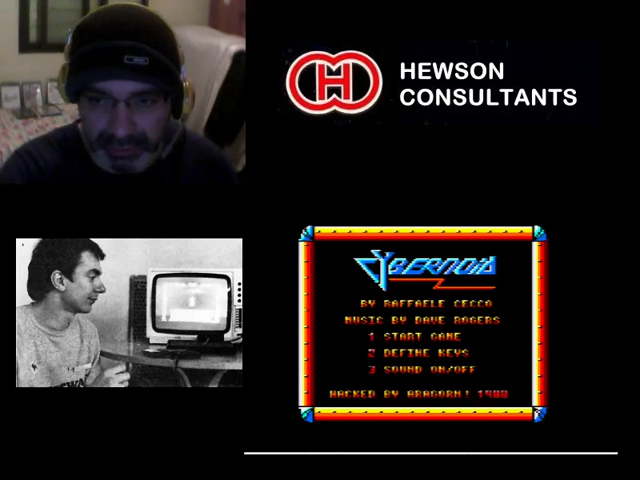 HEWSON
CONSULTANTS
CYBERNOID
BY RAFFAELE CECCO
MUSIC BY DAVE ROGERS
1 START GAME
2 DEFINE KEYS
3 SOUND ON/OFF
HACKED BY ARAGORN! 1988